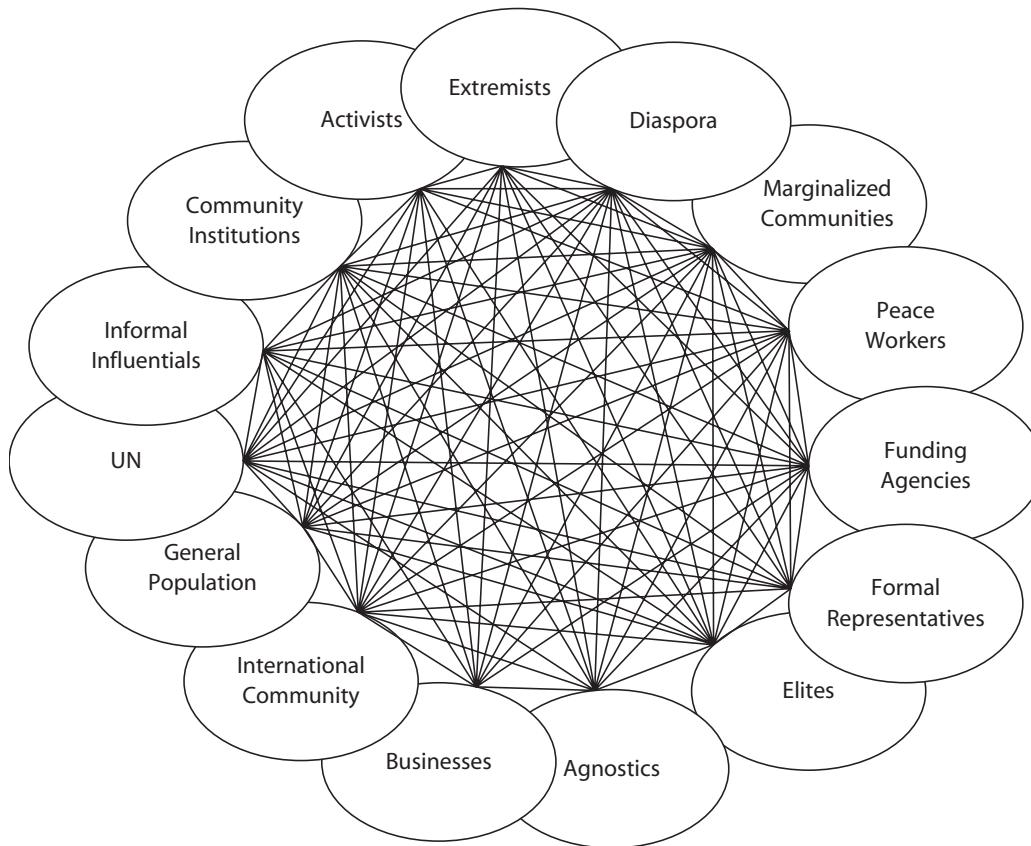 Extremists
Activists
Diaspora
Community
Institutions
Marginalized
Communities
Informal
Influentials
Peace
Workers
UN
Funding
Agencies
General
Population
Formal
Representatives
International
Community
Elites
Businesses
Agnostics